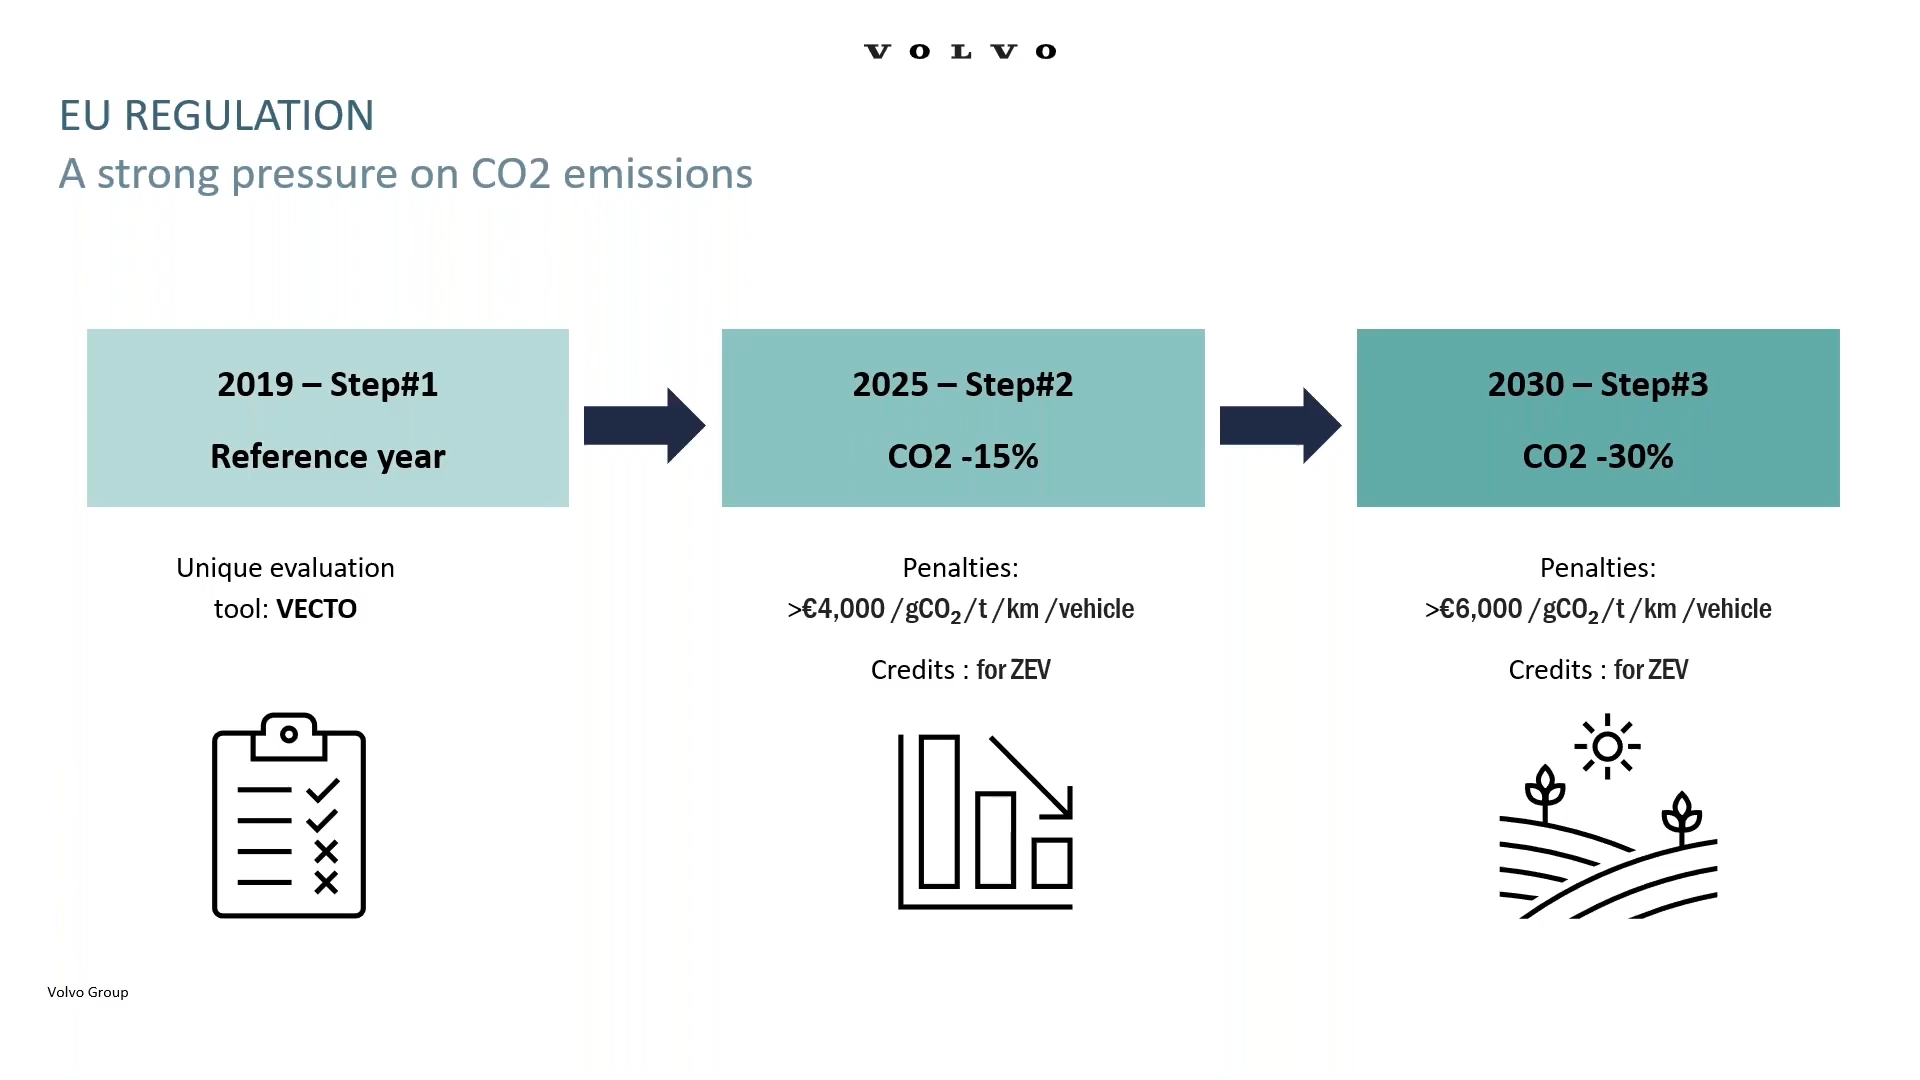 VOLVO
EU REGULATION
A strong pressure on CO2 emissions
2019 – Step#1
Reference year
2025 – Step#2
CO2 -15%
2030 – Step#3
CO2 -30%
Unique evaluation
tool: VECTO
Penalties:
>€4,000 /gCO₂/t /km /vehicle
Credits : for ZEV
Penalties:
>€6,000 /gCO₂/t /km /vehicle
Credits : for ZEV
Volvo Group